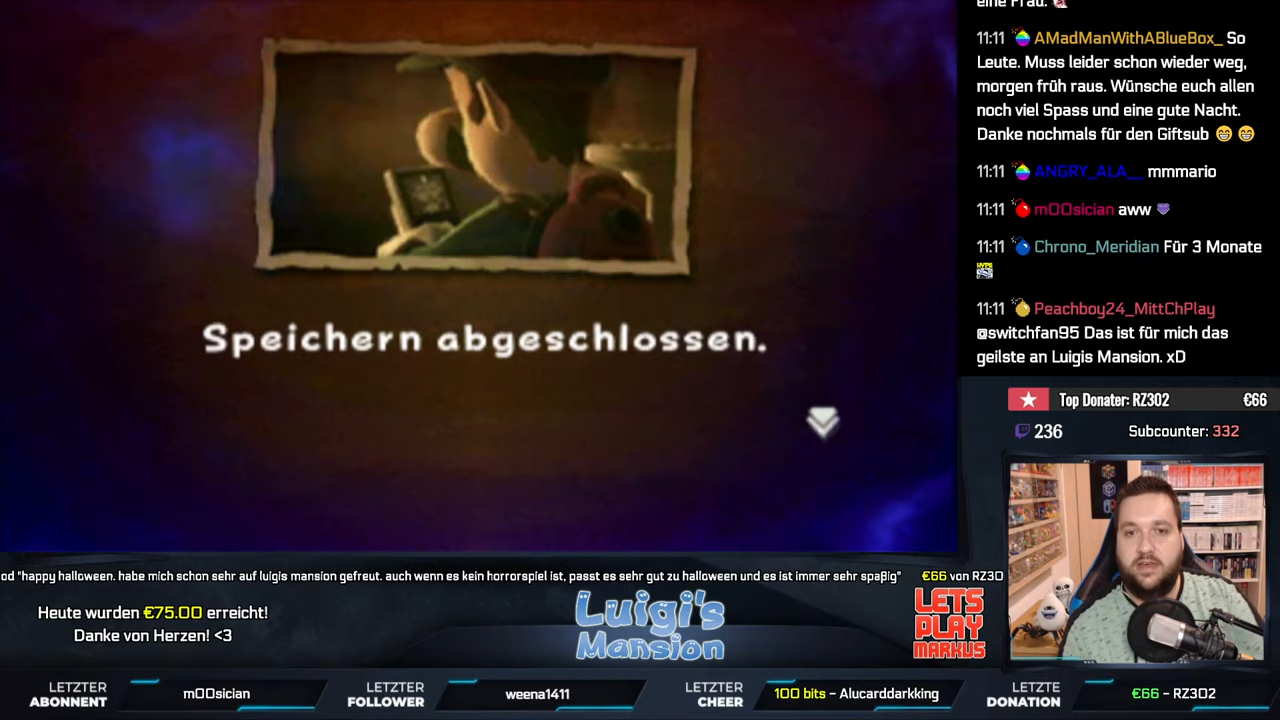 eine Frau.
11:11 AMadManWithABlueBox_ So
Leute. Muss leider schon wieder weg,
morgen früh raus. Wünsche euch allen
noch viel Spass und eine gute Nacht.
Danke nochmals für den Giftsub
11:11 ANGRY_ALA__ mmmario
11:11 mOOsician aww
11:11 Chrono_Meridian Für 3 Monate
11:11 Peachboy24_MittChPlay
@switchfan95 Das ist für mich das
geilste an Luigis Mansion. xD
Speichern abgeschlossen.
Top Donater: RZ302 €66
236 Subcounter: 332
od "happy halloween. habe mich schon sehr auf luigis mansion gefreut. auch wenn es kein horrorspiel ist, passt es sehr gut zu halloween und es ist immer sehr spaßig" €66 von RZ30
Heute wurden €75.00 erreicht!
Danke von Herzen! <3
Luigi's
Mansion
LETS
PLAY
MARKUS
LETZTER
ABONNENT
mOOsician
LETZTER
FOLLOWER
weena1411
LETZTER
CHEER
100 bits - Alucarddarkking
LETZTE
DONATION
€66 - RZ302